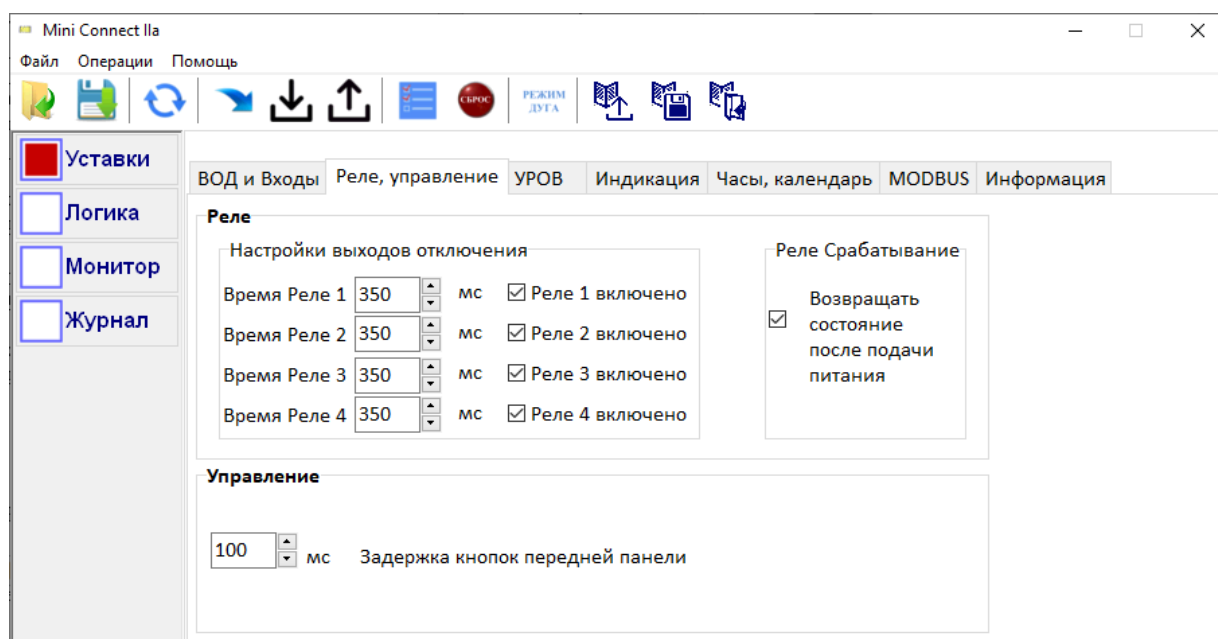 Mini Connect IIa
Файл Операции Помощь
СБРОС
РЕЖИМ
ДУГА
Уставки
Логика
Монитор
Журнал
ВОД и Входы Реле, управление УРОВ Индикация Часы, календарь MODBUS Информация
Реле
Настройки выходов отключения
Время Реле 1 350 мс Реле 1 включено
Время Реле 2 350 мс Реле 2 включено
Время Реле 3 350 мс Реле 3 включено
Время Реле 4 350 мс Реле 4 включено
Реле Срабатывание
Возвращать
состояние
после подачи
питания
Управление
100 мс Задержка кнопок передней панели